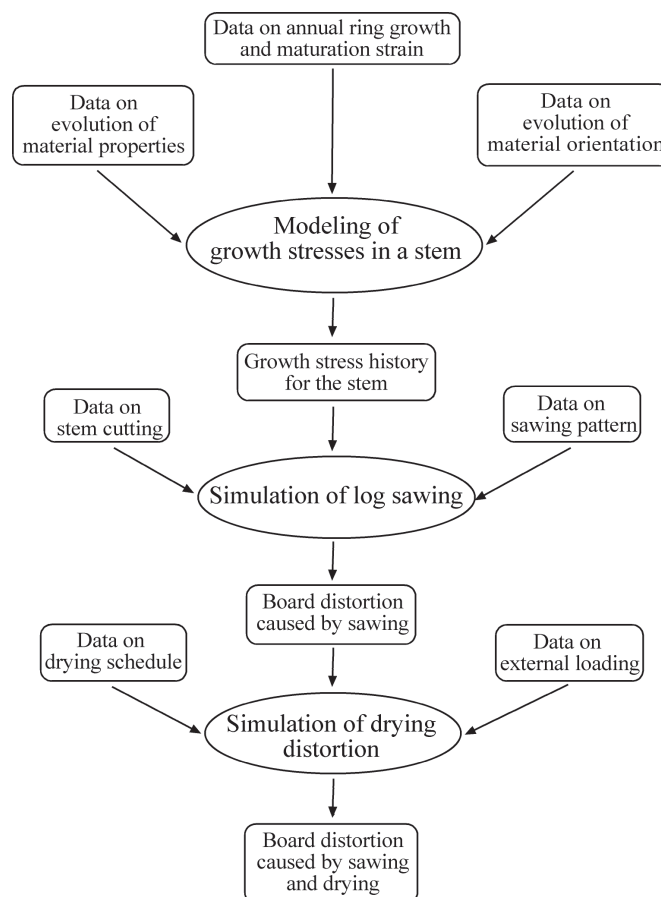 Data on annual ring growth
and maturation strain
Data on
evolution of
material properties
Data on
evolution of
material orientation
Modeling of
growth stresses in a stem
Growth stress history
for the stem
Data on
stem cutting
Data on
sawing pattern
Simulation of log sawing
Board distortion
caused by sawing
Data on
drying schedule
Data on
external loading
Simulation of drying
distortion
Board distortion
caused by sawing
and drying